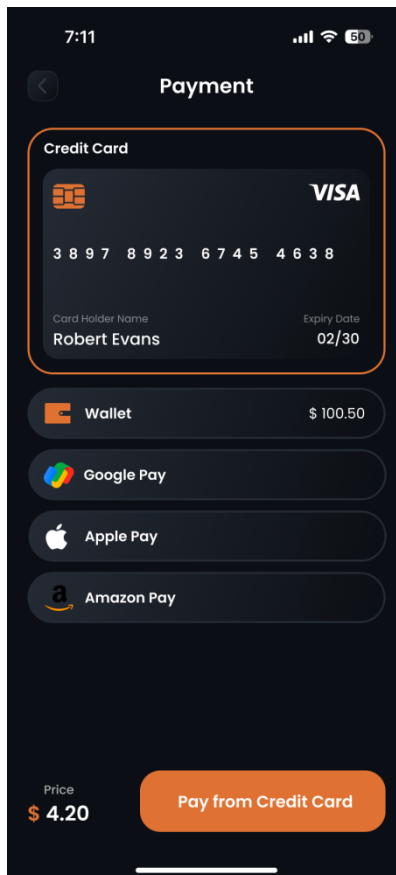 7:11
50
Payment
Credit Card
VISA
3897 8923 6745 4638
Card Holder Name
Expiry Date
Robert Evans
02/30
Wallet
$ 100.50
Google Pay
Apple Pay
a
Amazon Pay
Price
$ 4.20
Pay from Credit Card